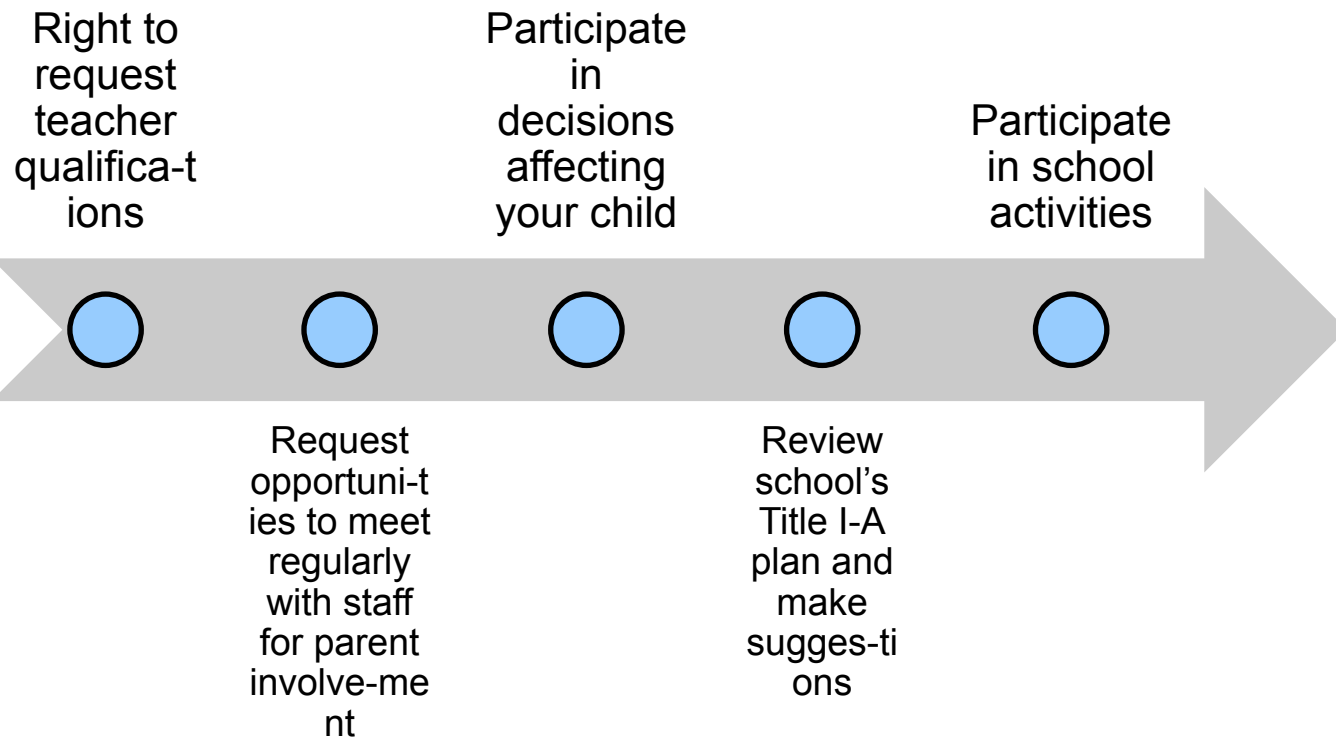 Right to
request
teacher
qualifica-t
ions
Request
opportuni-t
ies to meet
regularly
with staff
for parent
involve-me
nt
Participate
in
decisions
affecting
your child
Review
school’s
Title I-A
plan and
make
sugges-ti
ons
Participate
in school
activities